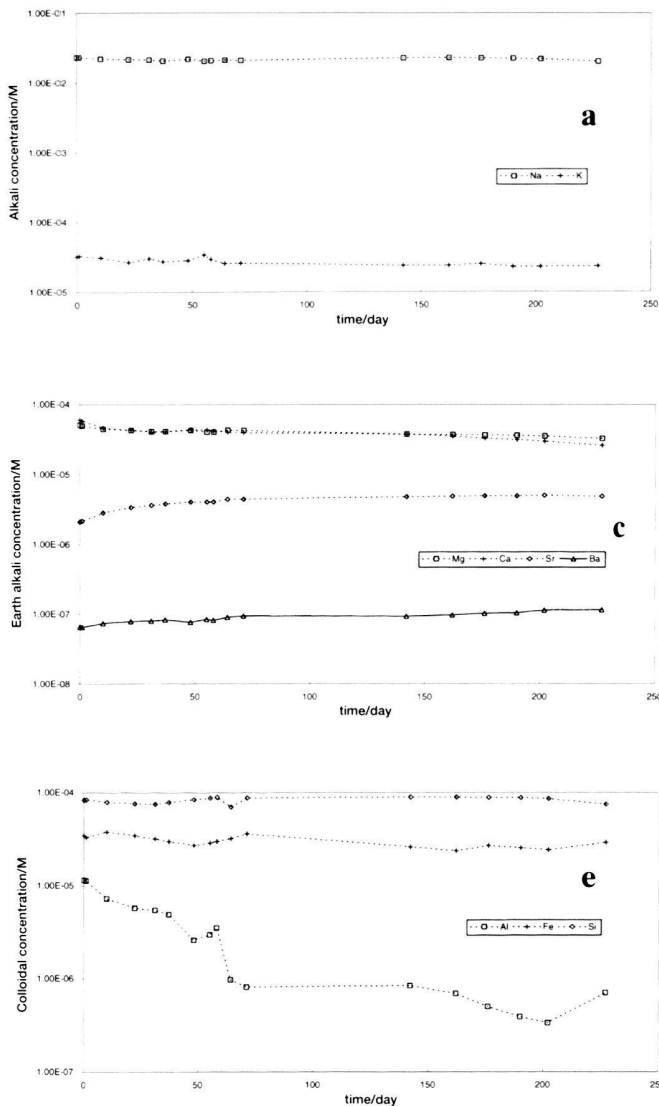 1.00E-01
1.00E-02
1.00E-03
1.00E-04
1.00E-05
Alkali concentration/M
a
Na K
0 50 100 150 200 250
time/day
1.00E-04
1.00E-05
1.00E-06
1.00E-07
1.00E-08
Earth alkali concentration/M
c
Mg Ca Sr Ba
0 50 100 150 200 250
time/day
1.00E-04
1.00E-05
1.00E-06
1.00E-07
Colloidal concentration/M
e
Al Fe Si
0 50 100 150 200 250
time/day